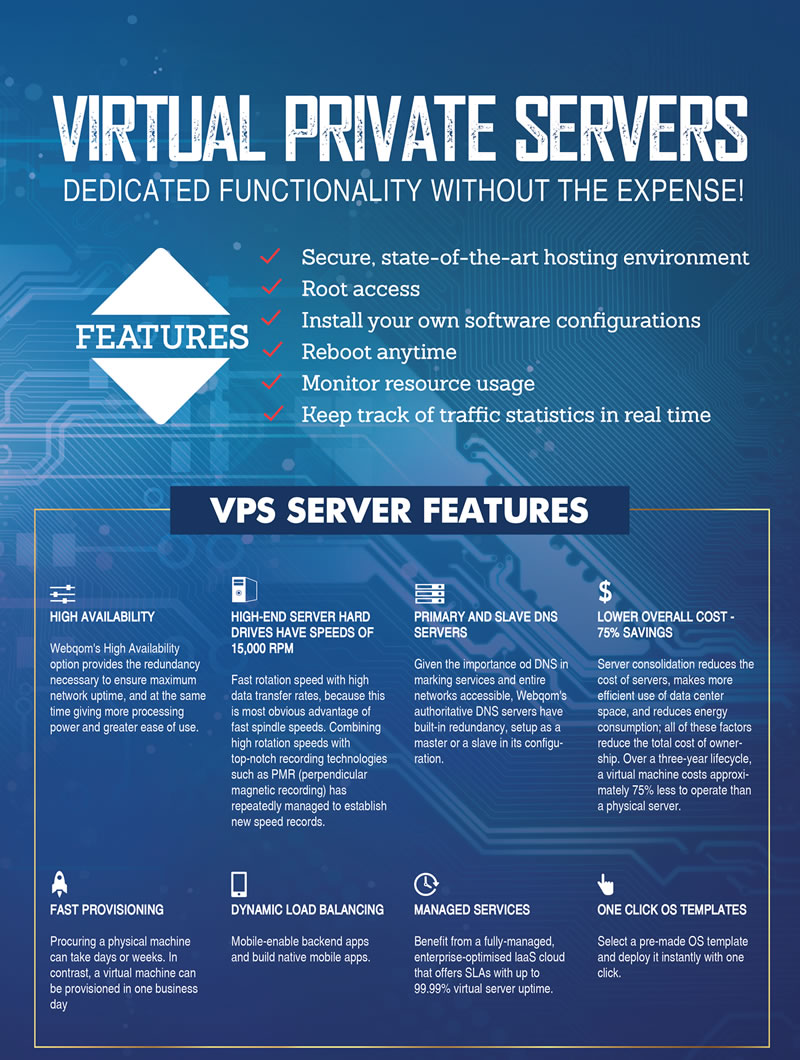 VIRTUAL PRIVATE SERVERS
DEDICATED FUNCTIONALITY WITHOUT THE EXPENSE!
FEATURES
Secure, state-of-the-art hosting environment
Root access
Install your own software configurations
Reboot anytime
Monitor resource usage
Keep track of traffic statistics in real time
VPS SERVER FEATURES
HIGH AVAILABILITY
Webqom's High Availability
option provides the redundancy
necessary to ensure maximum
network uptime, and at the same
time giving more processing
power and greater ease of use.
HIGH-END SERVER HARD
DRIVES HAVE SPEEDS OF
15,000 RPM
Fast rotation speed with high
data transfer rates, because this
is most obvious advantage of
fast spindle speeds. Combining
high rotation speeds with
top-notch recording technologies
such as PMR (perpendicular
magnetic recording) has
repeatedly managed to establish
new speed records.
PRIMARY AND SLAVE DNS
SERVERS
Given the importance od DNS in
marking services and entire
networks accessible, Webqom's
authoritative DNS servers have
built-in redundancy, setup as a
master or a slave in its configu-
ration.
$
LOWER OVERALL COST -
75% SAVINGS
Server consolidation reduces the
cost of servers, makes more
efficient use of data center
space, and reduces energy
consumption; all of these factors
reduce the total cost of owner-
ship. Over a three-year lifecycle,
a virtual machine costs approxi-
mately 75% less to operate than
a physical server.
FAST PROVISIONING
Procuring a physical machine
can take days or weeks. In
contrast, a virtual machine can
be provisioned in one business
day
DYNAMIC LOAD BALANCING
Mobile-enable backend apps
and build native mobile apps.
MANAGED SERVICES
Benefit from a fully-managed,
enterprise-optimised IaaS cloud
that offers SLAs with up to
99.99% virtual server uptime.
ONE CLICK OS TEMPLATES
Select a pre-made OS template
and deploy it instantly with one
click.